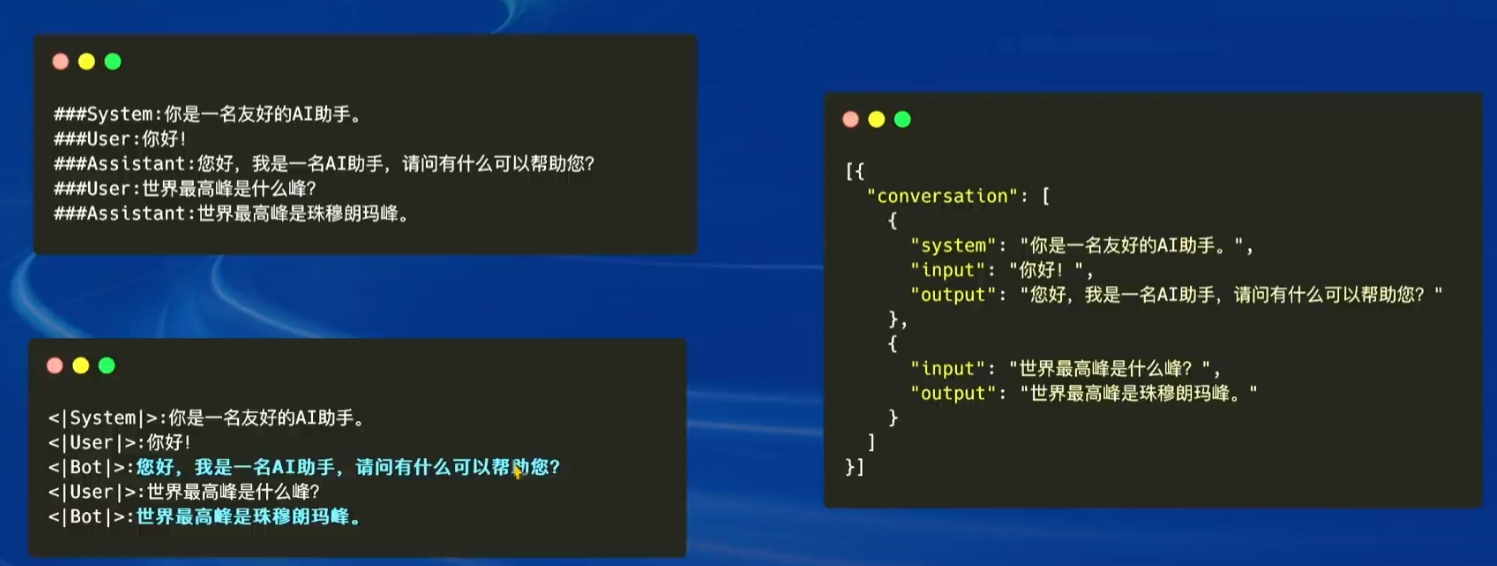 ###System:你是一名友好的AI助手。
###User:你好!
###Assistant:您好，我是一名AI助手，请问有什么可以帮助您?
###User:世界最高峰是什么峰?
###Assistant:世界最高峰是珠穆朗玛峰。
<|System|>:你是一名友好的AI助手。
<|User|>:你好!
<|Bot|>:您好，我是一名AI助手，请问有什么可以帮助您?
<|User|>:世界最高峰是什么峰?
<|Bot|>:世界最高峰是珠穆朗玛峰。
[{
"conversation": [
{
"system": "你是一名友好的AI助手。",
"input": "你好！",
"output": "您好，我是一名AI助手，请问有什么可以帮助您？"
},
{
"input": "世界最高峰是什么峰？",
"output": "世界最高峰是珠穆朗玛峰。"
}
]
}]